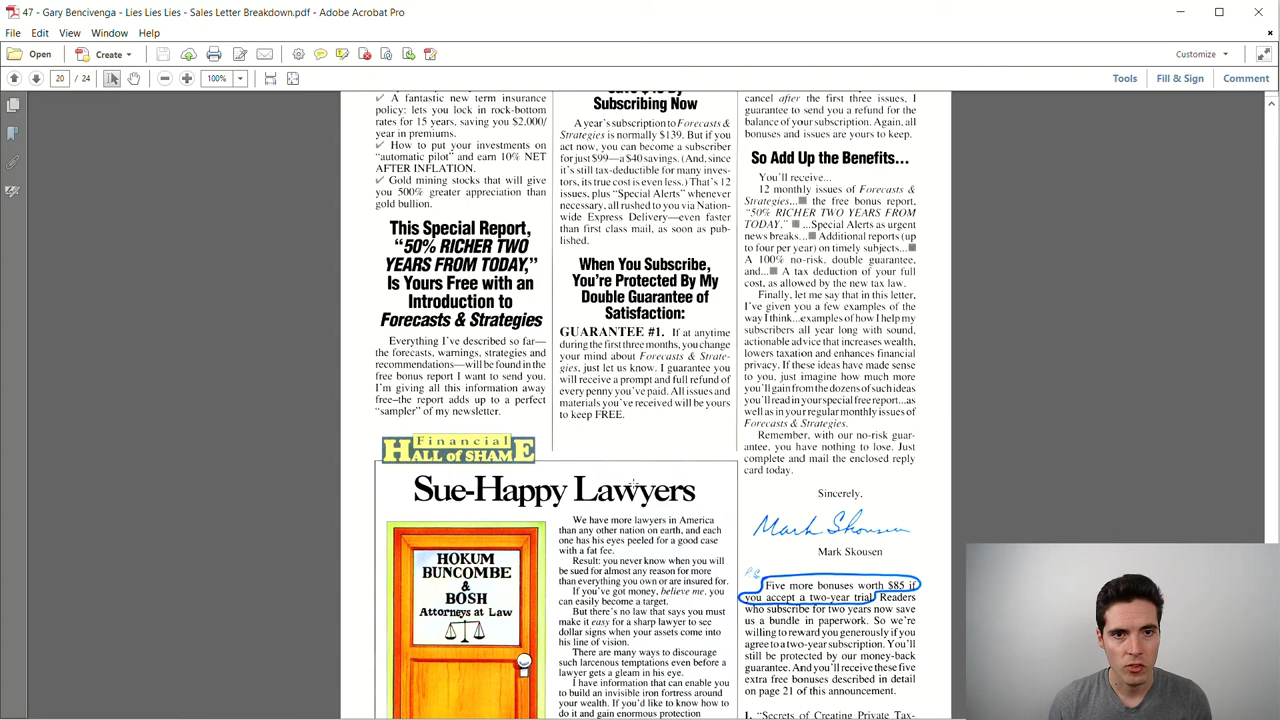 47 - Gary Bencivenga - Lies Lies Lies - Sales Letter Breakdown.pdf - Adobe Acrobat Pro
File Edit View Window Help
Open
Create
Customize
20 / 24
100%
Tools
Fill & Sign
Comment
✓ A fantastic new term insurance
policy: lets you lock in rock-bottom
rates for 15 years, saving you $2,000/
year in premiums.
✓ How to put your investments on
“automatic pilot” and earn 10% NET
AFTER INFLATION.
✓ Gold mining stocks that will give
you 500% greater appreciation than
gold bullion.
This Special Report,
“50% RICHER TWO
YEARS FROM TODAY,”
Is Yours Free with an
Introduction to
Forecasts & Strategies
Everything I’ve described so far—
the forecasts, warnings, strategies and
recommendations—will be found in the
free bonus report I want to send you.
I’m giving all this information away
free–the report adds up to a perfect
“sampler” of my newsletter.
by
Subscribing Now
A year’s subscription to Forecasts &
Strategies is normally $139. But if you
act now, you can become a subscriber
for just $99—a $40 savings. (And, since
it’s still tax-deductible for many inves-
tors, its true cost is even less.) That’s 12
issues, plus “Special Alerts” whenever
necessary, all rushed to you via Nation-
wide Express Delivery—even faster
than first class mail, as soon as pub-
lished.
When You Subscribe,
You’re Protected By My
Double Guarantee of
Satisfaction:
GUARANTEE #1. If at anytime
during the first three months, you change
your mind about Forecasts & Strate-
gies, just let us know. I guarantee you
will receive a prompt and full refund of
every penny you’ve paid. All issues and
materials you’ve received will be yours
to keep FREE.
cancel after the first three issues, I
guarantee to send you a refund for the
balance of your subscription. Again, all
bonuses and issues are yours to keep.
So Add Up the Benefits...
You’ll receive...
12 monthly issues of Forecasts &
Strategies...■ the free bonus report,
“50% RICHER TWO YEARS FROM
TODAY,” ■ ...Special Alerts as urgent
news breaks...■ Additional reports (up
to four per year) on timely subjects...■
A 100% no-risk, double guarantee,
and...■ A tax deduction of your full
cost, as allowed by the new tax law.
Finally, let me say that in this letter,
I’ve given you a few examples of the
way I think...examples of how I help my
subscribers all year long with sound,
actionable advice that increases wealth,
lowers taxation and enhances financial
privacy. If these ideas have made sense
to you, just imagine how much more
you’ll gain from the dozens of such ideas
you’ll read in your special free report...as
well as in your regular monthly issues of
Forecasts & Strategies.
Remember, with our no-risk guar-
antee, you have nothing to lose. Just
complete and mail the enclosed reply
card today.
Sincerely,
Mark Skousen
Mark Skousen
P.S.
Five more bonuses worth $85 if
you accept a two-year trial. Readers
who subscribe for two years now save
us a bundle in paperwork. So we’re
willing to reward you generously if you
agree to a two-year subscription. You’ll
still be protected by our money-back
guarantee. And you’ll receive these five
extra free bonuses described in detail
on page 21 of this announcement.
1. “Secrets of Creating Private Tax-
Financial
HALL of SHAME
Sue-Happy Lawyers
HOKUM
BUNCOMBE
&
BOSH
Attorneys at Law
We have more lawyers in America
than any other nation on earth, and each
one has his eyes peeled for a good case
with a fat fee.
Result: you never know when you will
be sued for almost any reason for more
than everything you own or are insured for.
If you’ve got money, believe me, you
can easily become a target.
But there’s no law that says you must
make it easy for a sharp lawyer to see
dollar signs when your assets come into
his line of vision.
There are many ways to discourage
such larcenous temptations even before a
lawyer gets a gleam in his eye.
I have information that can enable you
to build an invisible iron fortress around
your wealth. If you’d like to know how to
do it and gain enormous protection